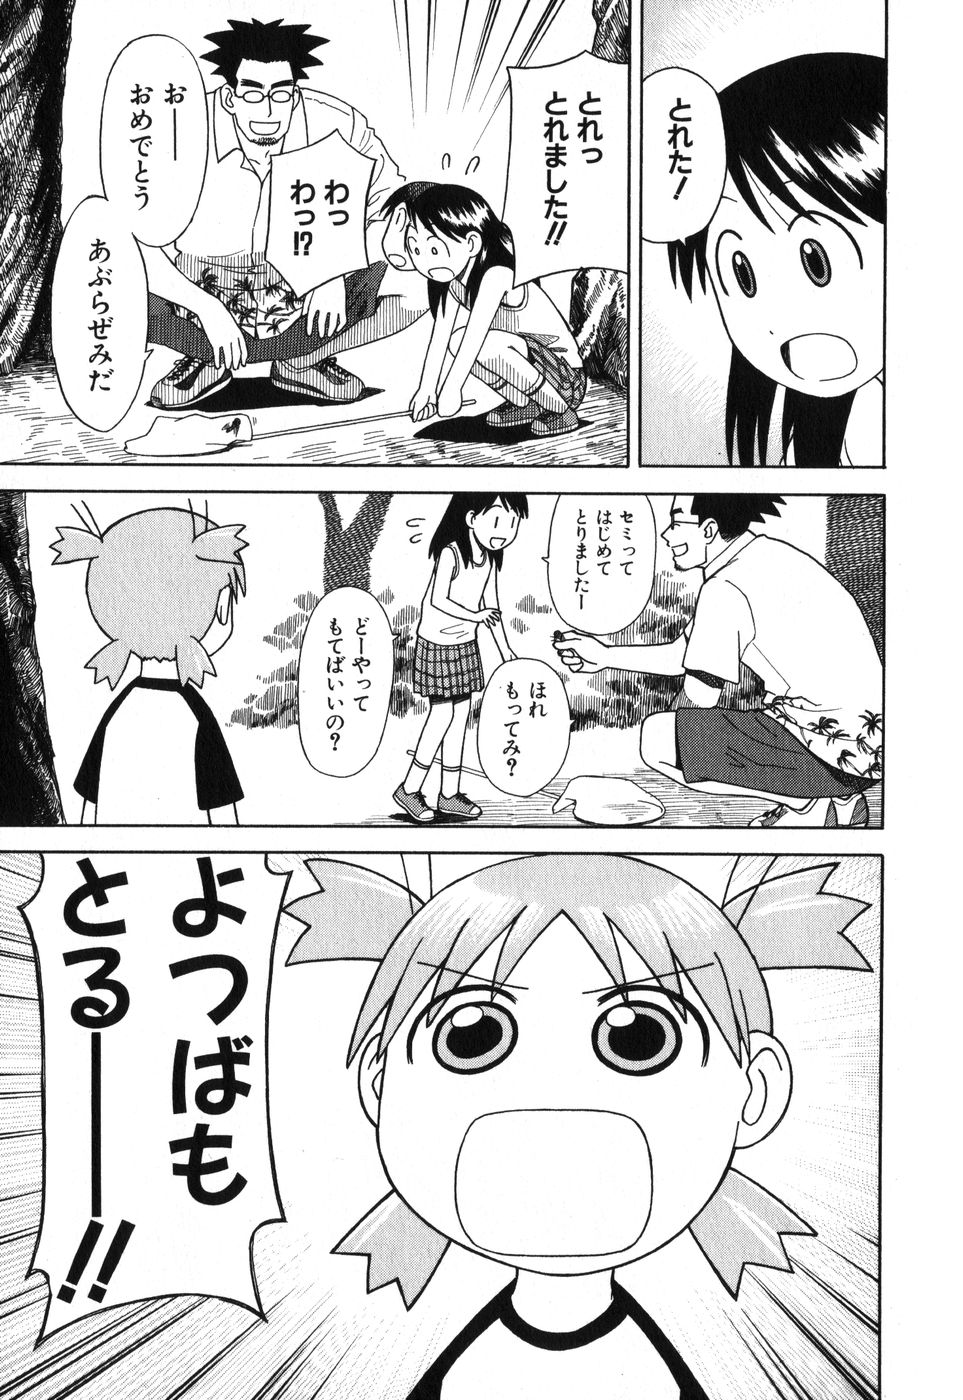 とれた！
とれっ
とれました!!
わっ
わっ!?
おー
おめでとう
あぶらぜみだ
セミって
はじめて
とりましたー
ほれ
もってみ？
どーやって
もてばいいの？
よつばも
とるーー!!